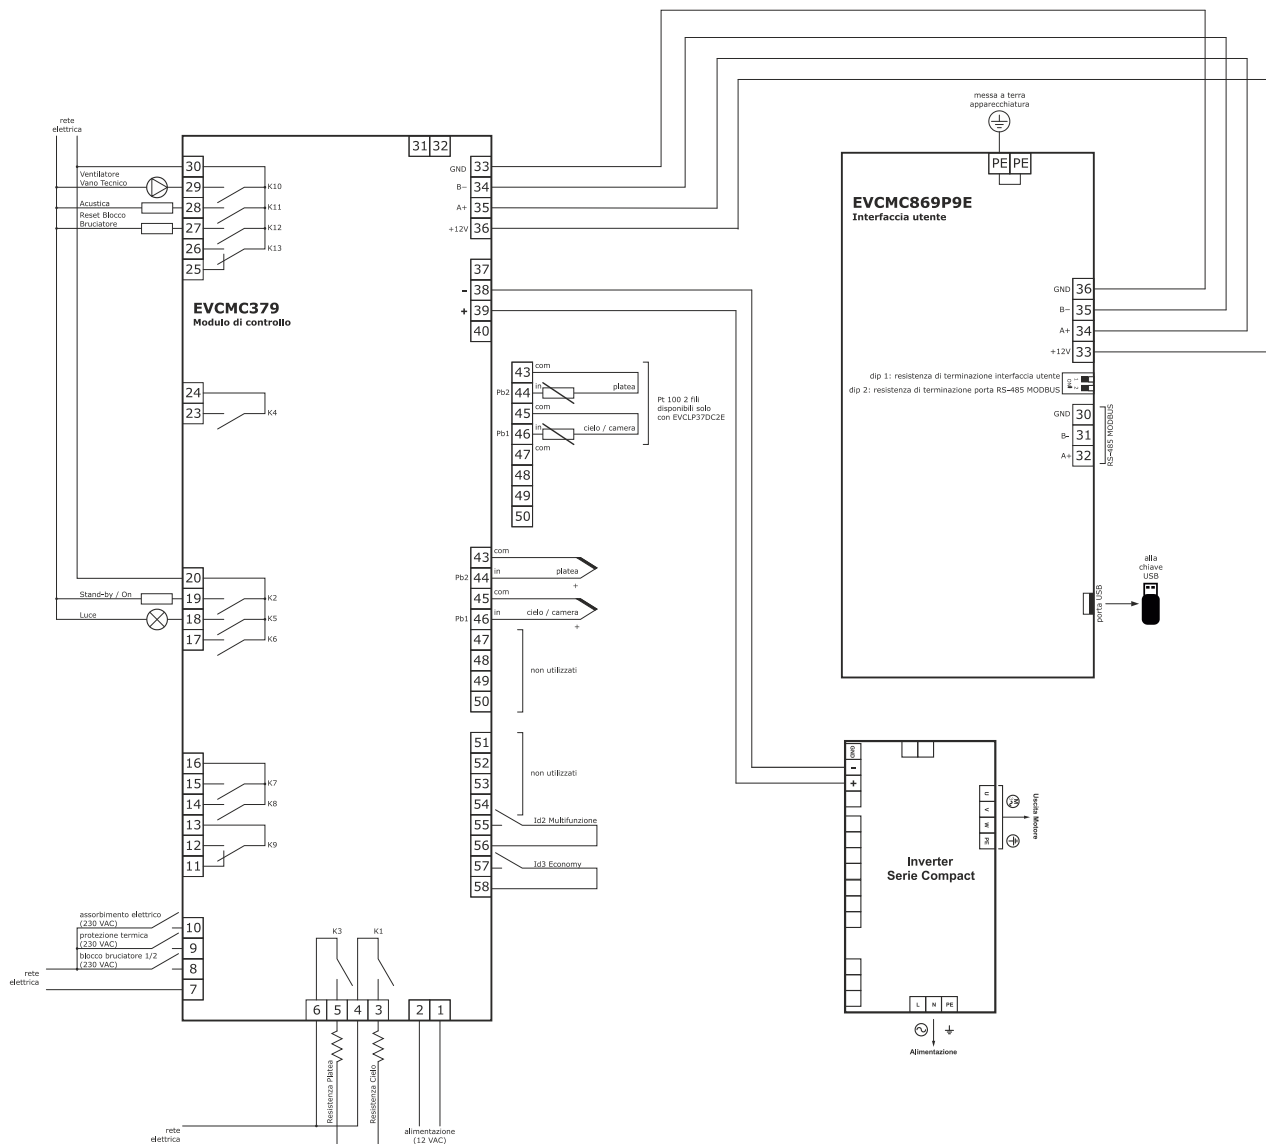 messa a terra
apparecchiatura
PE PE
rete
elettrica
31 32
30
Ventilatore
Vano Tecnico
29
K10
Acustica
28
K11
Reset Blocco
Bruciatore
27
K12
26
K13
25
GND 33
B− 34
A+ 35
+12V 36
37
- 38
+ 39
40
EVCMC379
Modulo di controllo
EVCMC869P9E
Interfaccia utente
GND 36
B− 35
A+ 34
+12V 33
dip 1: resistenza di terminazione interfaccia utente
dip 2: resistenza di terminazione porta RS-485 MODBUS
ON
1
2
GND 30
B- 31
A+ 32
RS-485 MODBUS
24
23
K4
43 com
Pb2 44 in platea
45 com
Pb1 46 in cielo / camera
47 com
48
49
50
Pt 100 2 fili
disponibili solo
con EVCLP37DC2E
20
Stand-by / On
19
K2
Luce
18
K5
17
K6
43 com
Pb2 44 in platea
+
45 com
Pb1 46 in cielo / camera
+
47
48
49
50
non utilizzati
porta USB
alla
chiave
USB
16
15
K7
14
K8
13
12
K9
11
51
52
53
54
non utilizzati
55
Id2 Multifunzione
56
57
Id3 Economy
58
GND
-
+
U
V
W
PE
M
Uscita Motore
Inverter
Serie Compact
L N PE
Alimentazione
assorbimento elettrico
(230 VAC)
10
protezione termica
(230 VAC)
9
blocco bruciatore 1/2
(230 VAC)
8
rete
elettrica
7
K3
K1
6 5 4 3 2 1
Resistenza Platea
Resistenza Cielo
rete
elettrica
alimentazione
(12 VAC)